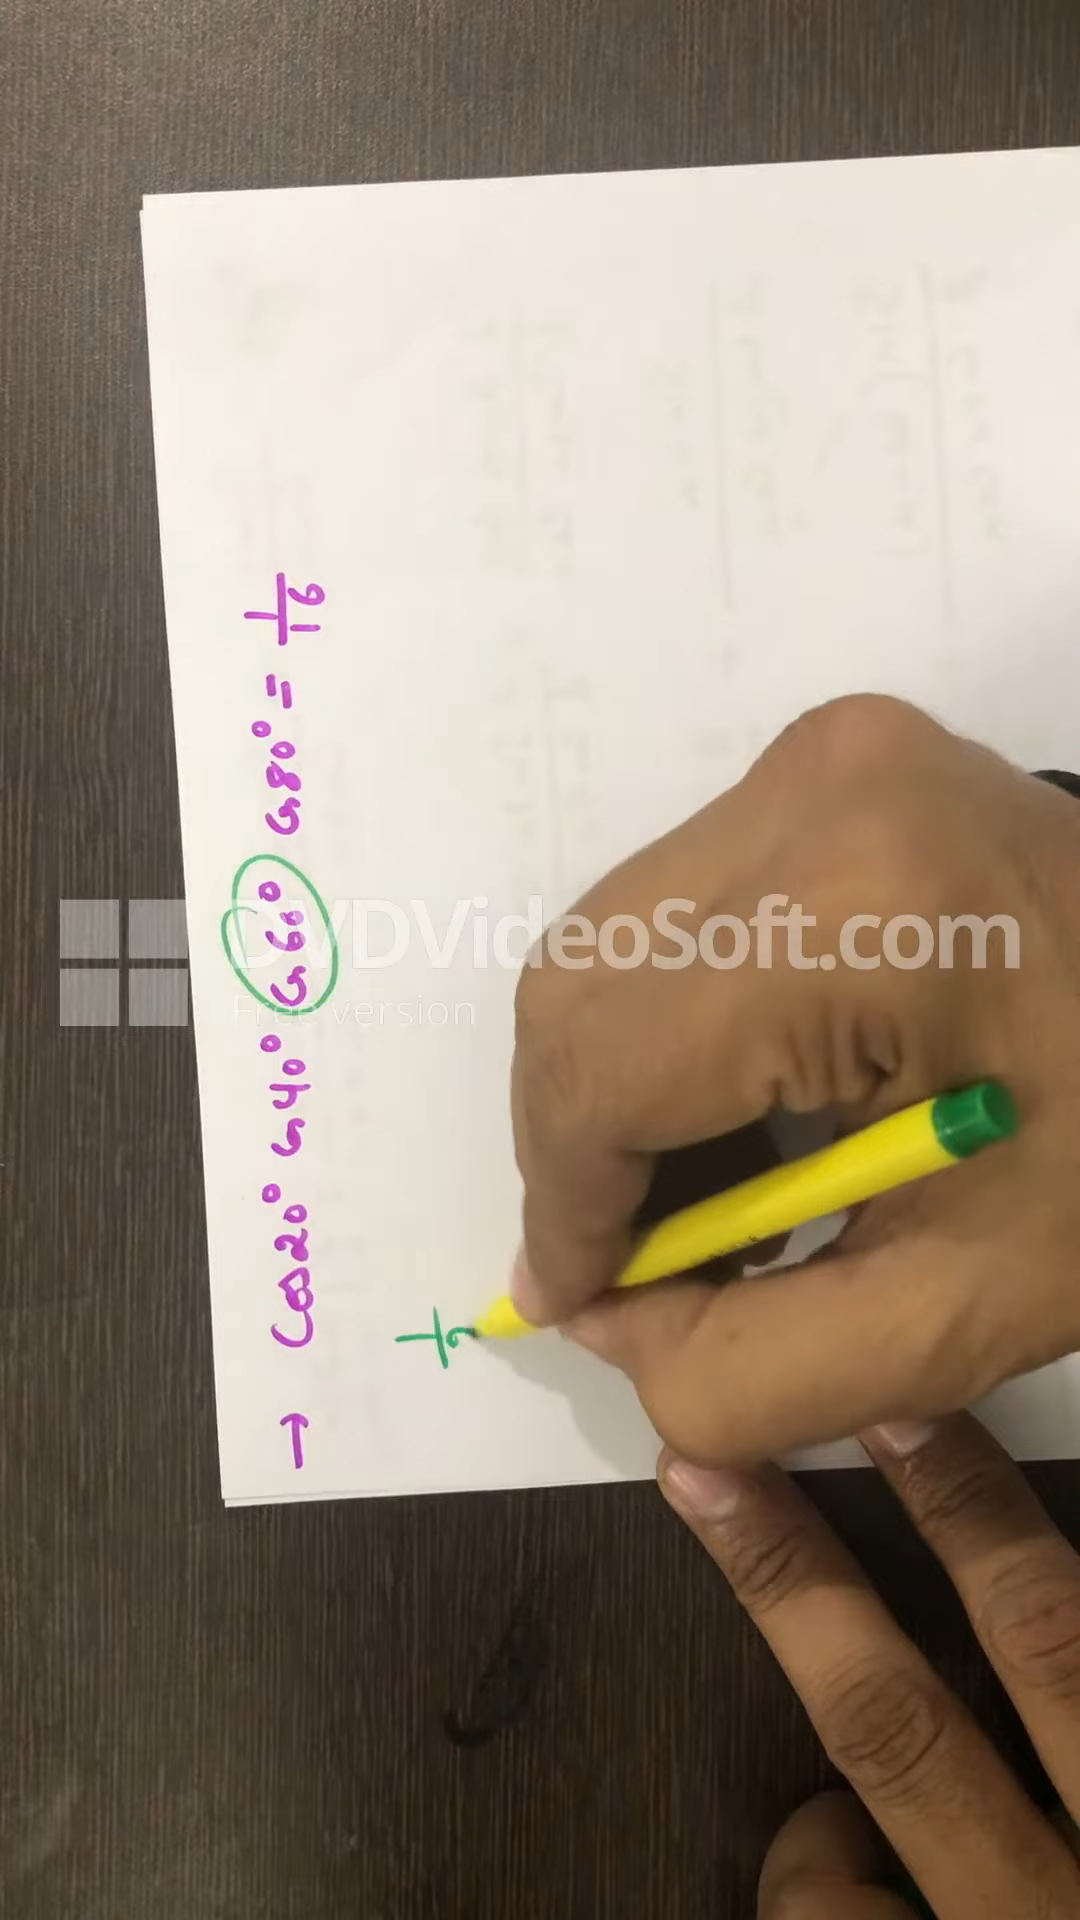 → Cos20° Cos40° Cos60° Cos80° = 1/16
1/2
DVDVideoSoft.com
Free version